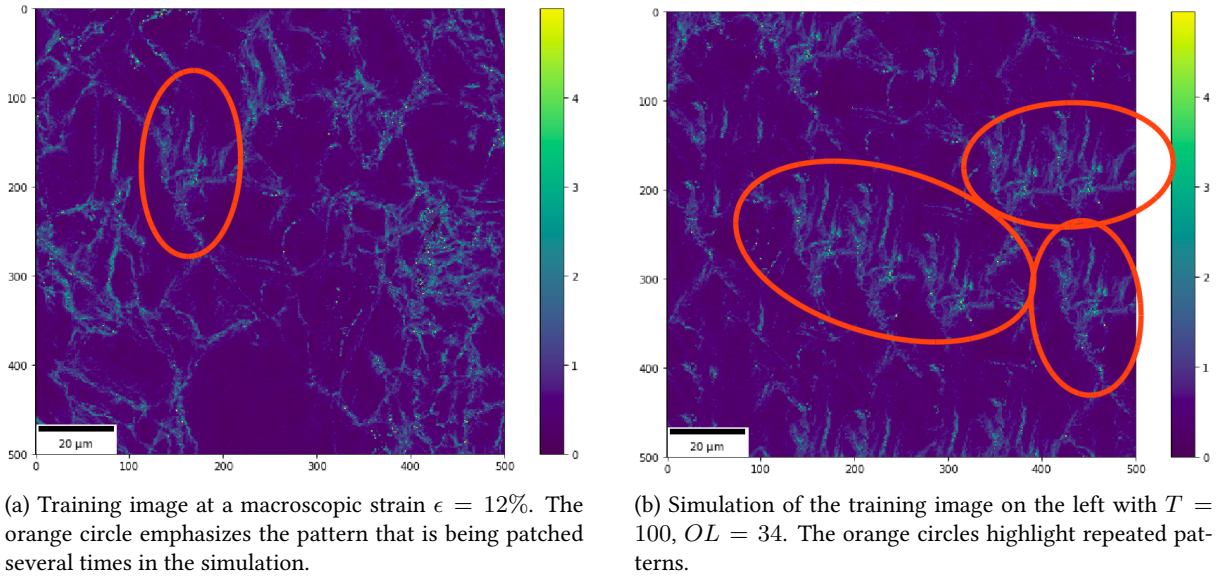 0
100
200
300
400
500
20 µm
0 100 200 300 400 500
4
3
2
1
0
0
100
200
300
400
500
20 µm
0 100 200 300 400 500
4
3
2
1
0
(a) Training image at a macroscopic strain ϵ = 12%. The
orange circle emphasizes the pattern that is being patched
several times in the simulation.
(b) Simulation of the training image on the left with T =
100, OL = 34. The orange circles highlight repeated pat-
terns.